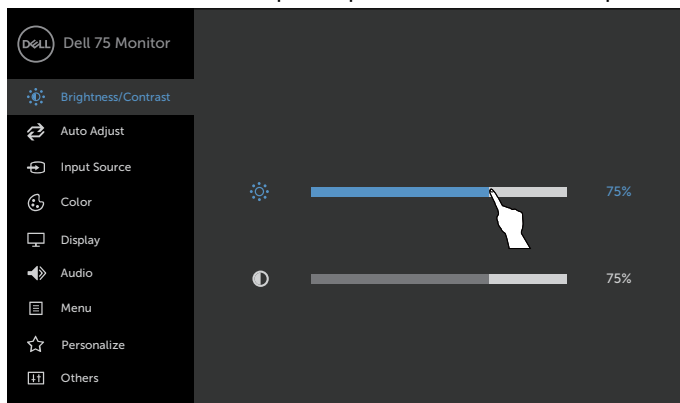 DELL
Dell 75 Monitor
Brightness/Contrast
Auto Adjust
Input Source
Color
Display
Audio
Menu
Personalize
Others
75%
75%